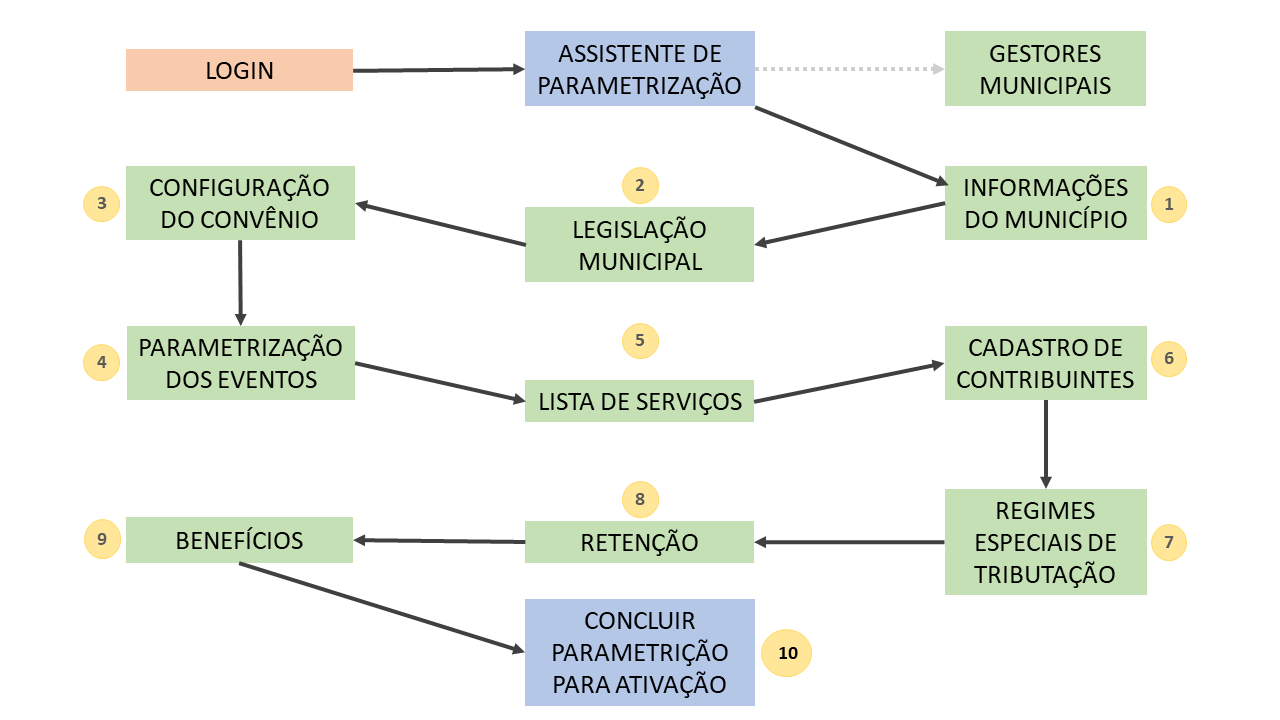 LOGIN
ASSISTENTE DE
PARAMETRIZAÇÃO
GESTORES
MUNICIPAIS
INFORMAÇÕES
DO MUNICÍPIO
1
2
LEGISLAÇÃO
MUNICIPAL
3
CONFIGURAÇÃO
DO CONVÊNIO
4
PARAMETRIZAÇÃO
DOS EVENTOS
5
LISTA DE SERVIÇOS
CADASTRO DE
CONTRIBUINTES
6
REGIMES
ESPECIAIS DE
TRIBUTAÇÃO
7
8
RETENÇÃO
9
BENEFÍCIOS
CONCLUIR
PARAMETRIÇÃO
PARA ATIVAÇÃO
10